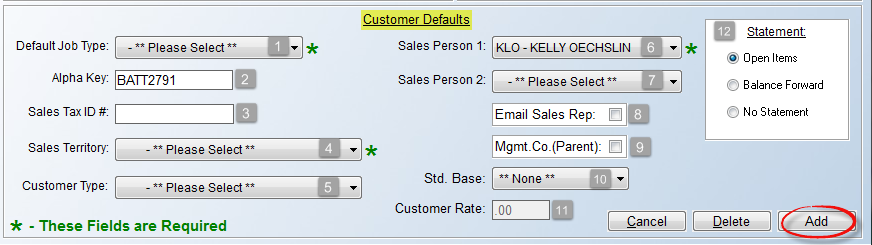 Customer Defaults
Default Job Type: - ** Please Select ** 1 *
Alpha Key: BATT2791 2
Sales Tax ID #: 3
Sales Territory: - ** Please Select ** 4 *
Customer Type: - ** Please Select ** 5
* - These Fields are Required
Sales Person 1: KLO - KELLY OECHSLIN 6 *
Sales Person 2: - ** Please Select ** 7
Email Sales Rep: 8
Mgmt.Co.(Parent): 9
Std. Base: ** None ** 10
Customer Rate: .00 11
12 Statement:
Open Items
Balance Forward
No Statement
Cancel Delete Add